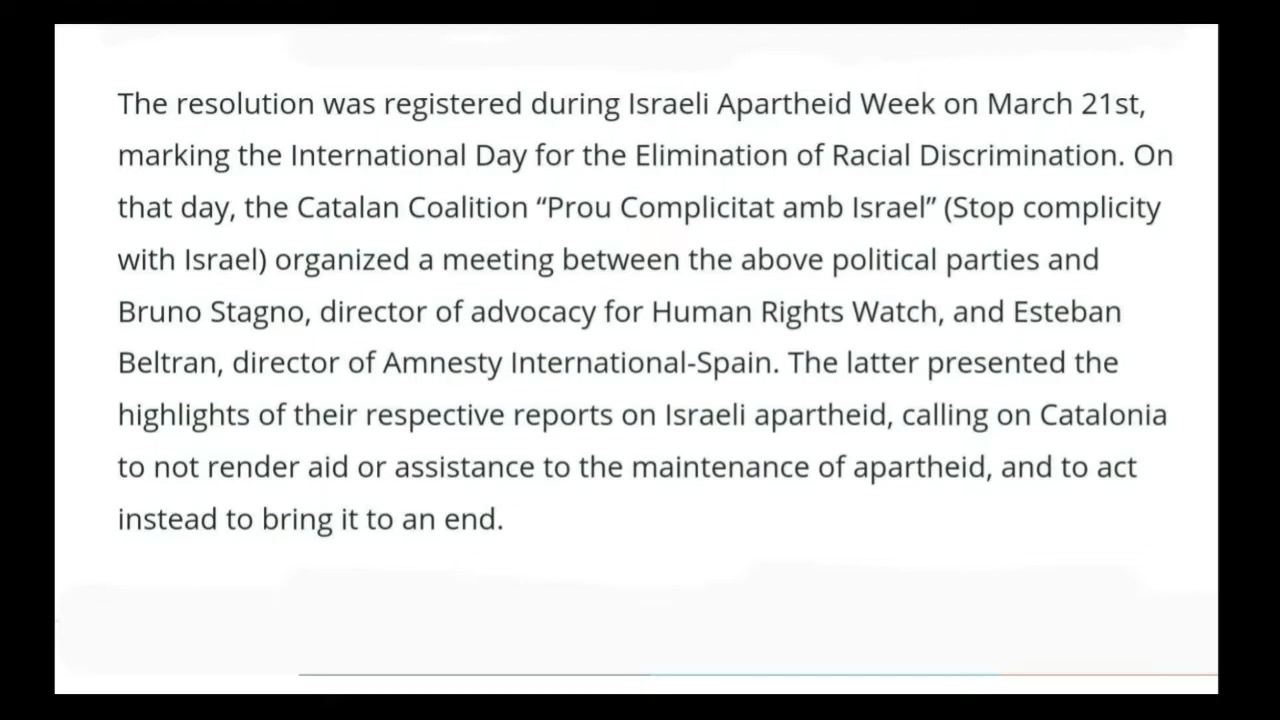 The resolution was registered during Israeli Apartheid Week on March 21st,
marking the International Day for the Elimination of Racial Discrimination. On
that day, the Catalan Coalition “Prou Complicitat amb Israel” (Stop complicity
with Israel) organized a meeting between the above political parties and
Bruno Stagno, director of advocacy for Human Rights Watch, and Esteban
Beltran, director of Amnesty International-Spain. The latter presented the
highlights of their respective reports on Israeli apartheid, calling on Catalonia
to not render aid or assistance to the maintenance of apartheid, and to act
instead to bring it to an end.